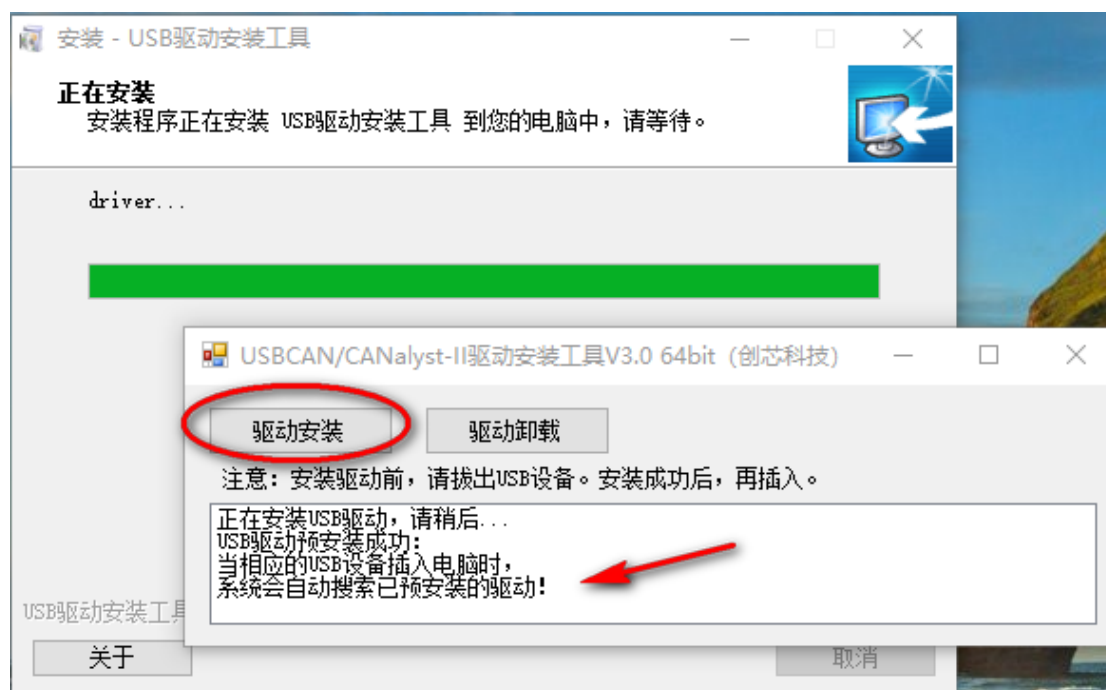 安装 - USB驱动安装工具
正在安装
安装程序正在安装 USB驱动安装工具 到您的电脑中，请等待。
driver...
USBCAN/CANalyst-II驱动安装工具V3.0 64bit（创芯科技）
驱动安装
驱动卸载
注意：安装驱动前，请拔出USB设备。安装成功后，再插入。
正在安装USB驱动，请稍后...
USB驱动预安装成功：
当相应的USB设备插入电脑时，
系统会自动搜索已预安装的驱动！
USB驱动安装工具
关于
取消